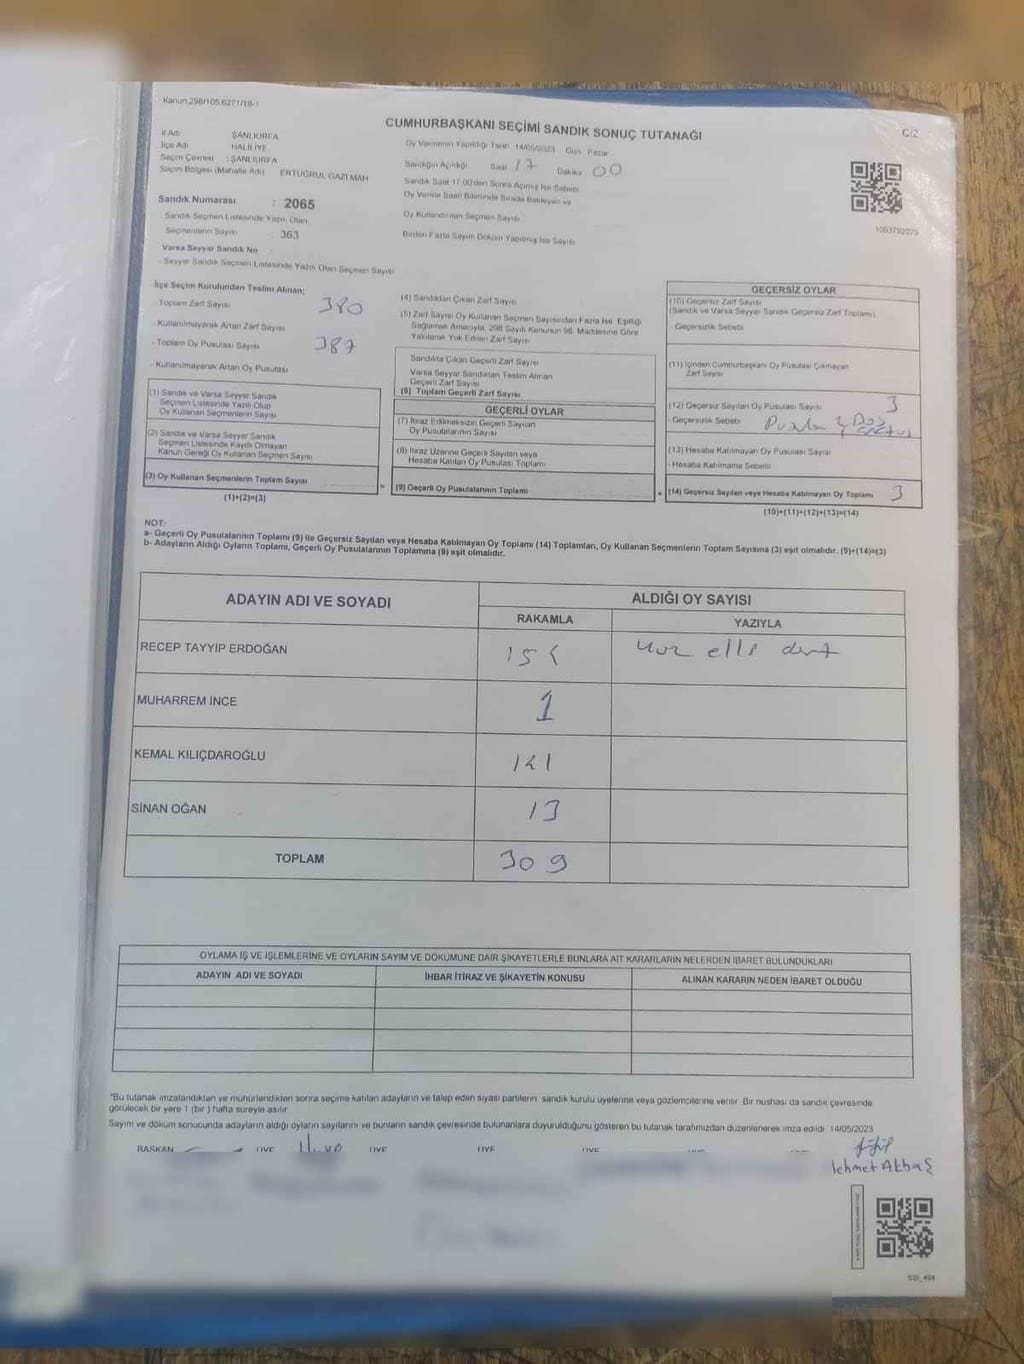 Kanun:298/105,6271/18-1
CUMHURBAŞKANI SEÇİMİ SANDIK SONUÇ TUTANAĞI
C/Z
İl Adı ŞANLIURFA
İlçe Adı HALİLİYE
Seçim Çevresi : ŞANLIURFA
Seçim Bölgesi (Mahalle Adı) ERTUĞRUL GAZİ MAH
Sandık Numarası : 2065
Sandık Seçmen Listesinde Yazılı Olan
Seçmenlerin Sayısı : 363
Varsa Seyyar Sandık No :
- Seyyar Sandık Seçmen Listesinde Yazılı Olan Seçmen Sayısı
Oy Vermenin Yapıldığı Tarih 14/05/2023 Gün Pazar
Sandığın Açıldığı Saat 17 Dakika 00
Sandık Saat 17.00'den Sonra Açılmış İse Sebebi
Oy Verme Saati Bitiminde Sırada Bekleyen ve
Oy Kullandırılan Seçmen Sayısı
Birden Fazla Sayım Döküm Yapılmış İse Sayısı
1093792079
İlçe Seçim Kurulundan Teslim Alınan;
- Toplam Zarf Sayısı 380
- Kullanılmayarak Artan Zarf Sayısı
- Toplam Oy Pusulası Sayısı 387
- Kullanılmayarak Artan Oy Pusulası
(1) Sandık ve Varsa Seyyar Sandık
Seçmen Listesinde Yazılı Olup
Oy Kullanan Seçmenlerin Sayısı
(2) Sandık ve Varsa Seyyar Sandık
Seçmen Listesinde Kayıtlı Olmayan
Kanun Gereği Oy Kullanan Seçmen Sayısı
(3) Oy Kullanan Seçmenlerin Toplam Sayısı
(1)+(2)=(3)
(4) Sandıktan Çıkan Zarf Sayısı
(5) Zarf Sayısı Oy Kullanan Seçmen Sayısından Fazla İse, Eşitliği
Sağlamak Amacıyla, 298 Sayılı Kanunun 98. Maddesine Göre
Yakılarak Yok Edilen Zarf Sayısı
Sandıkta Çıkan Geçerli Zarf Sayısı
Varsa Seyyar Sandıktan Teslim Alınan
Geçerli Zarf Sayısı
(6) Toplam Geçerli Zarf Sayısı
GEÇERLİ OYLAR
(7) İtiraz Edilmeksizin Geçerli Sayılan
Oy Pusulalarının Sayısı
(8) İtiraz Üzerine Geçerli Sayılan veya
Hesaba Katılan Oy Pusulası Toplamı
= (9) Geçerli Oy Pusulalarının Toplamı
GEÇERSİZ OYLAR
(10) Geçersiz Zarf Sayısı
(Sandık ve Varsa Seyyar Sandık Geçersiz Zarf Toplamı)
- Geçersizlik Sebebi
(11) İçinden Cumhurbaşkanı Oy Pusulası Çıkmayan
Zarf Sayısı
(12) Geçersiz Sayılan Oy Pusulası Sayısı 3
- Geçersizlik Sebebi
(13) Hesaba Katılmayan Oy Pusulası Sayısı
- Hesaba Katılmama Sebebi
+ (14) Geçersiz Sayılan veya Hesaba Katılmayan Oy Toplamı 3
(10)+(11)+(12)+(13)=(14)
NOT:
a- Geçerli Oy Pusulalarının Toplamı (9) ile Geçersiz Sayılan veya Hesaba Katılmayan Oy Toplamı (14) Toplamları, Oy Kullanan Seçmenlerin Toplam Sayısına (3) eşit olmalıdır. (9)+(14)=(3)
b- Adayların Aldığı Oyların Toplamı, Geçerli Oy Pusulalarının Toplamına (9) eşit olmalıdır.
ADAYIN ADI VE SOYADI ALDIĞI OY SAYISI
RAKAMLA YAZIYLA
RECEP TAYYIP ERDOĞAN 154 yüz elli dört
MUHARREM İNCE 1
KEMAL KILIÇDAROĞLU 141
SİNAN OĞAN 13
TOPLAM 309
OYLAMA İŞ VE İŞLEMLERİNE VE OYLARIN SAYIM VE DÖKÜMÜNE DAİR ŞİKAYETLERLE BUNLARA AİT KARARLARIN NELERDEN İBARET BULUNDUKLARI
ADAYIN ADI VE SOYADI İHBAR İTİRAZ VE ŞİKAYETİN KONUSU ALINAN KARARIN NEDEN İBARET OLDUĞU
*Bu tutanak imzalandıktan ve mühürlendikten sonra seçime katılan adayların ve talep eden siyasi partilerin sandık kurulu üyelerine veya gözlemcilerine verilir. Bir nüshası da sandık çevresinde
görülecek bir yere 1 (bir) hafta süreyle asılır.
Sayım ve döküm sonucunda adayların aldığı oyların sayılarını ve bunların sandık çevresinde bulunanlara duyurulduğunu gösteren bu tutanak tarafımızdan düzenlenerek imza edildi. 14/05/2023
BAŞKAN ÜYE ÜYE ÜYE ÜYE
Mehmet Akbaş